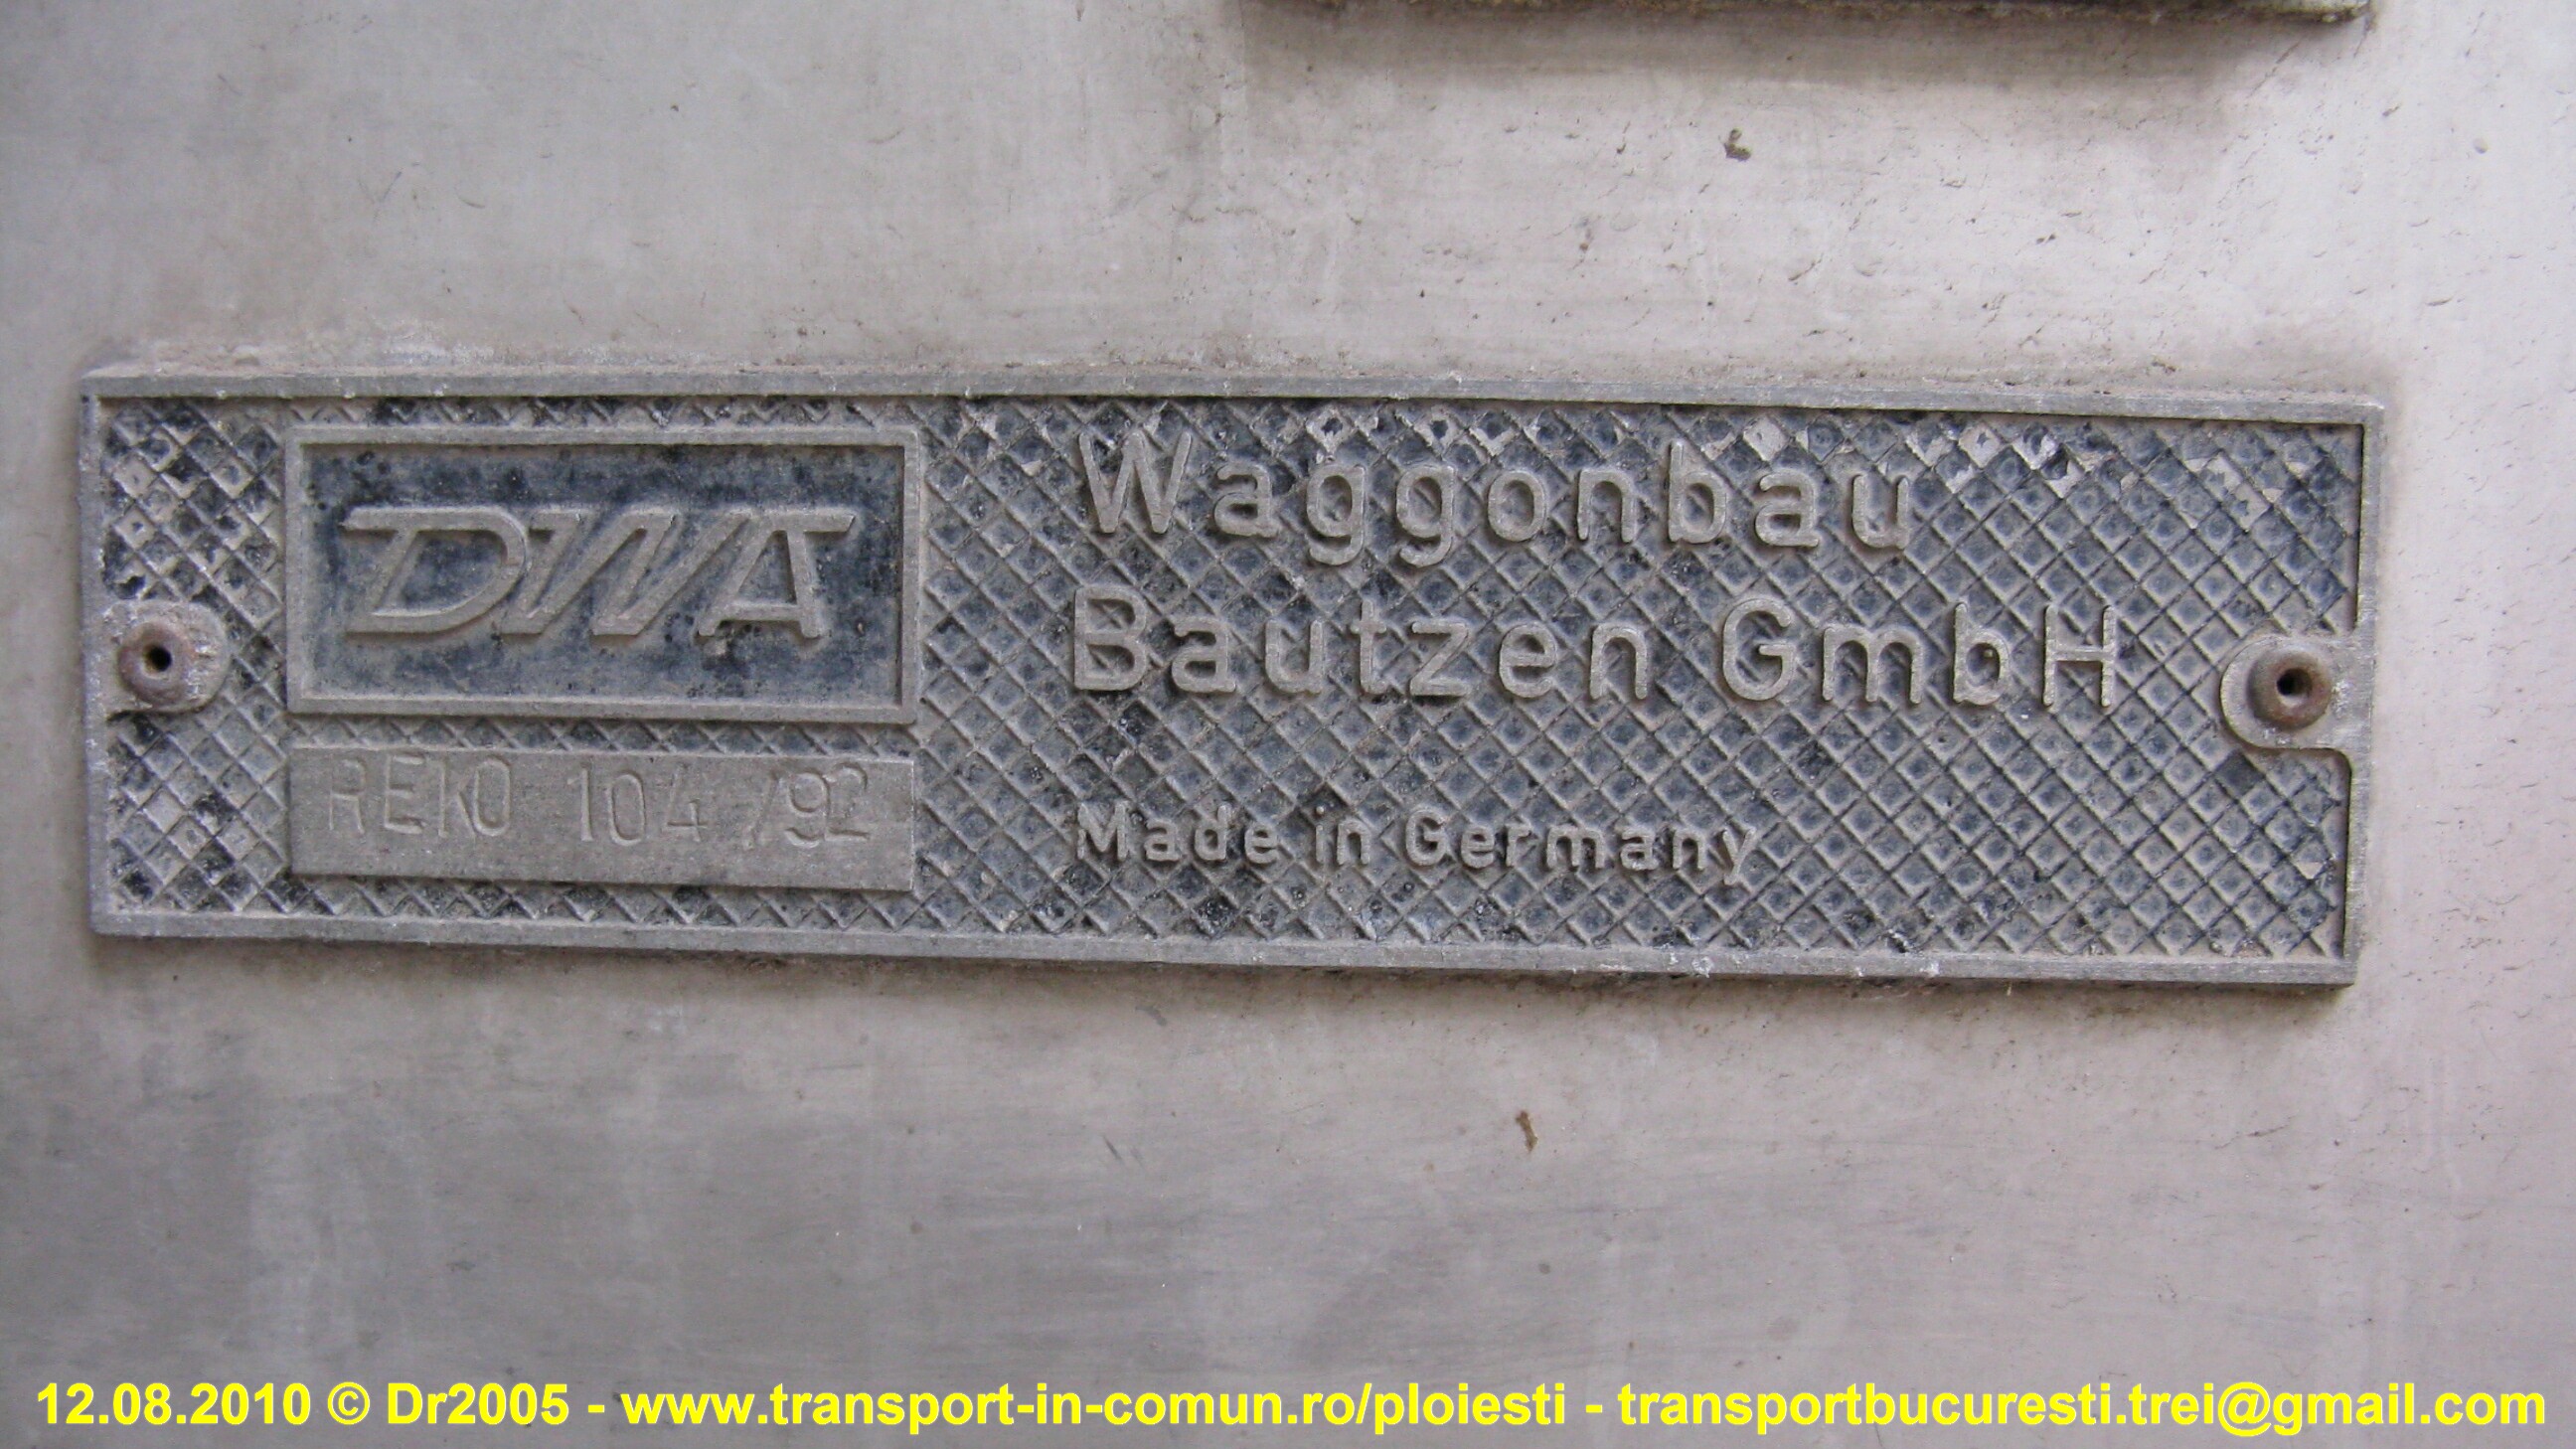 DWA
REKO 104 /92
Waggonbau
Bautzen GmbH
Made in Germany
12.08.2010 © Dr2005 - www.transport-in-comun.ro/ploiesti - transportbucuresti.trei@gmail.com